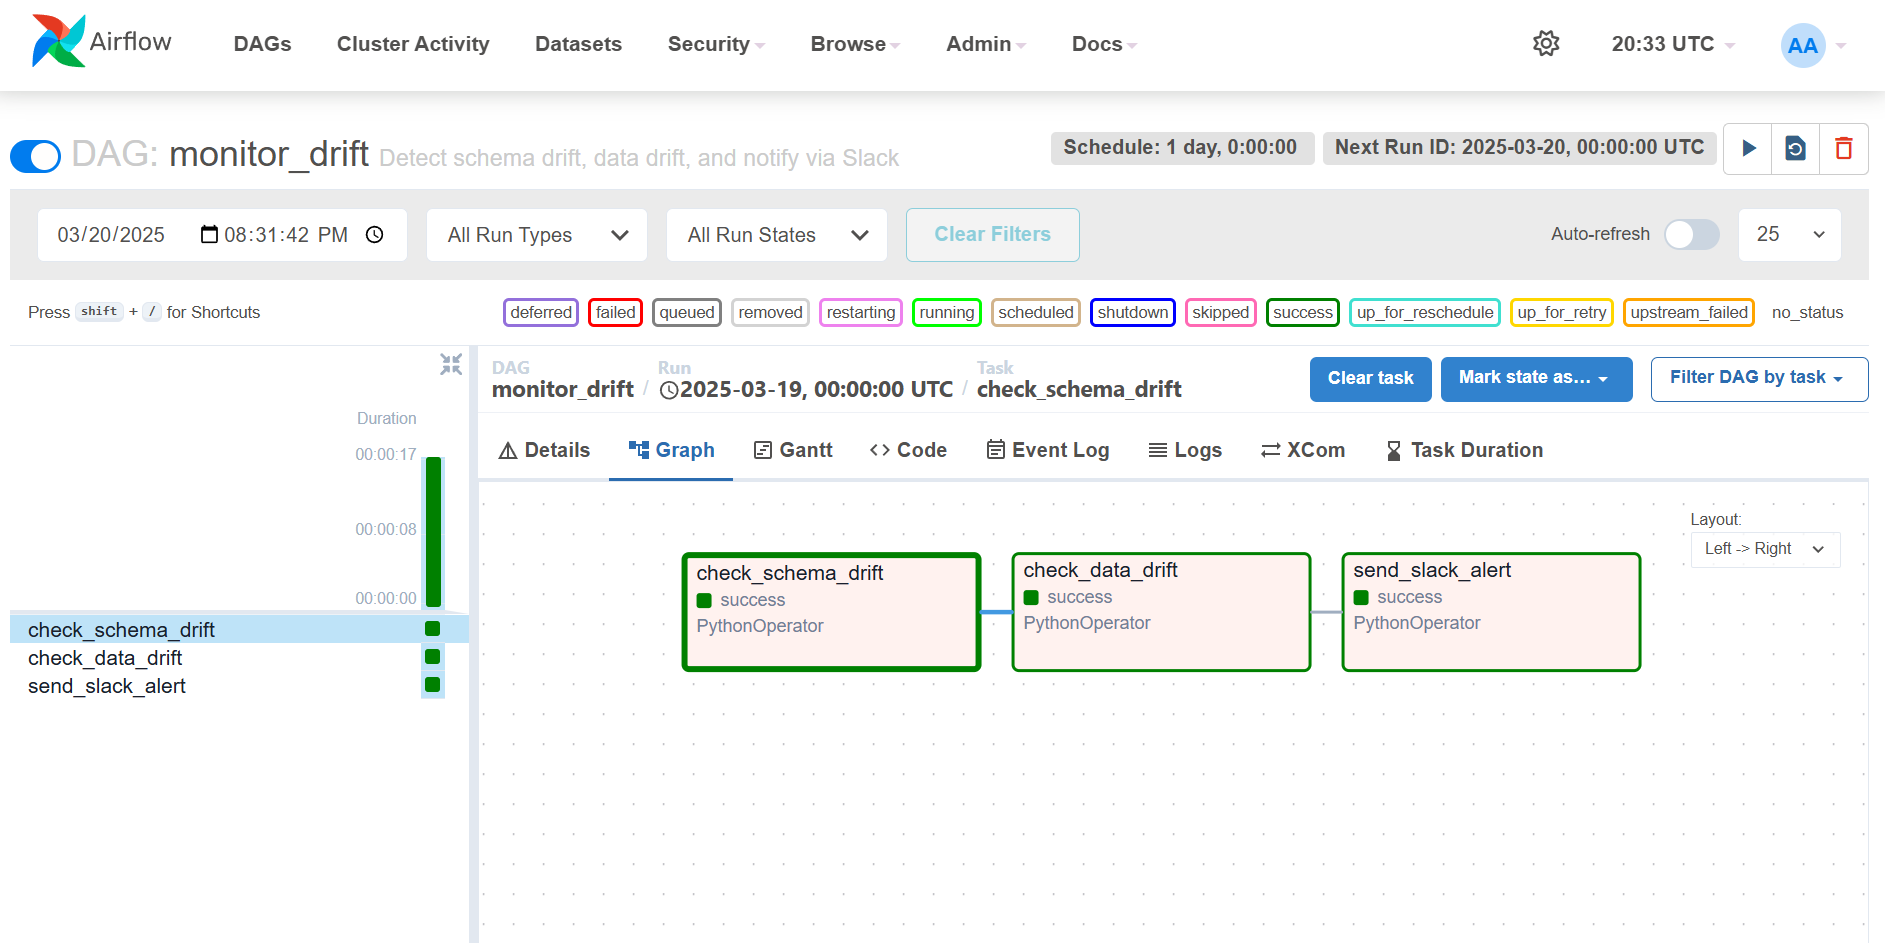 Airflow DAGs Cluster Activity Datasets Security Browse Admin Docs 20:33 UTC AA
DAG: monitor_drift Detect schema drift, data drift, and notify via Slack Schedule: 1 day, 0:00:00 Next Run ID: 2025-03-20, 00:00:00 UTC
03/20/2025 08:31:42 PM All Run Types All Run States Clear Filters Auto-refresh 25
Press shift + / for Shortcuts deferred failed queued removed restarting running scheduled shutdown skipped success up_for_reschedule up_for_retry upstream_failed no_status
DAG Run Task
monitor_drift / 2025-03-19, 00:00:00 UTC / check_schema_drift Clear task Mark state as... Filter DAG by task
Details Graph Gantt Code Event Log Logs XCom Task Duration
Duration
00:00:17
00:00:08
00:00:00
check_schema_drift
check_data_drift
send_slack_alert
Layout:
Left -> Right
check_schema_drift
success
PythonOperator
check_data_drift
success
PythonOperator
send_slack_alert
success
PythonOperator